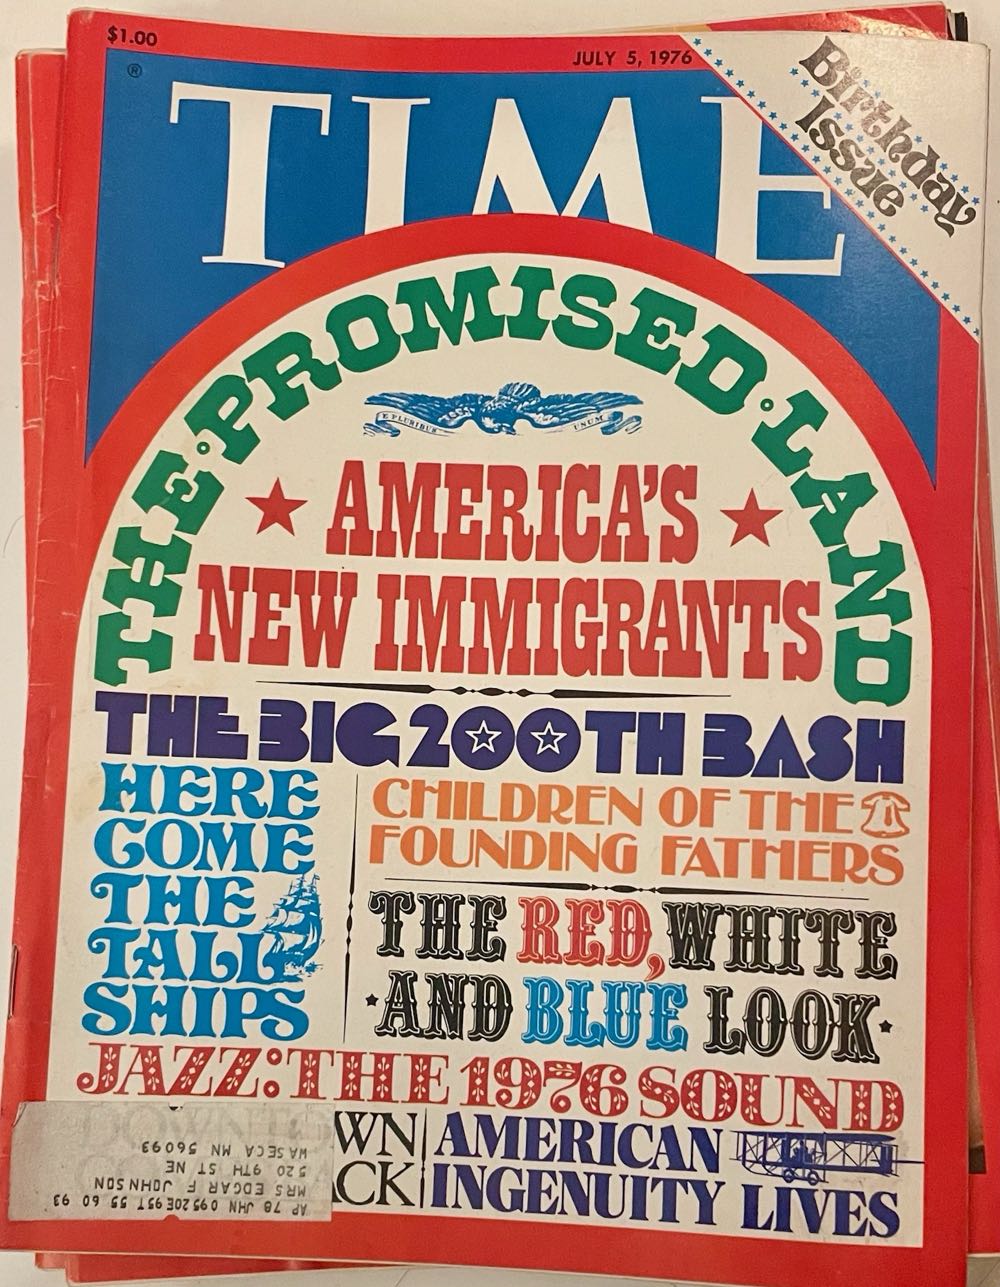 $1.00
JULY 5, 1976
Birthday
Issue
®
TIME
THE·PROMISED·LAND
E PLURIBUS UNUM
AMERICA'S
NEW IMMIGRANTS
THE BIG 200TH BASH
HERE
COME
THE
TALL
SHIPS
CHILDREN OF THE
FOUNDING FATHERS
THE RED, WHITE
·AND BLUE LOOK·
JAZZ: THE 1976 SOUND
WN
ACK
AMERICAN
INGENUITY LIVES
AP 78 JHN 09520E95T 55 60 93
MRS EDGAR F JOHNSON
520 9TH ST NE
WASECA MN 56093